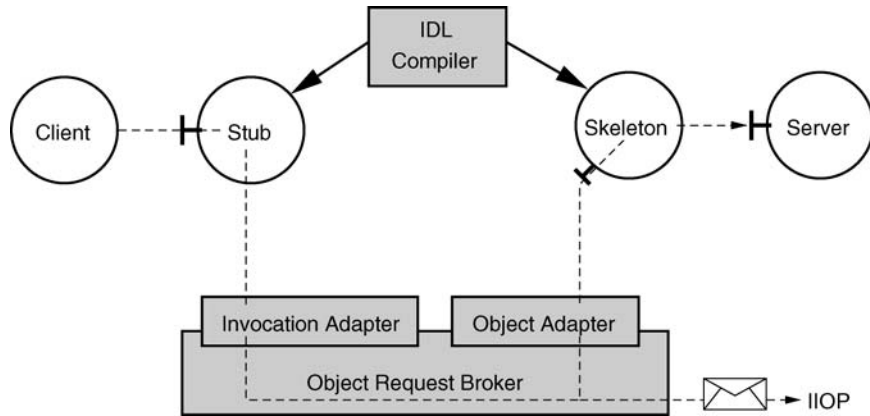 IDL
Compiler
Client
Stub
Skeleton
Server
Invocation Adapter
Object Adapter
Object Request Broker
IIOP